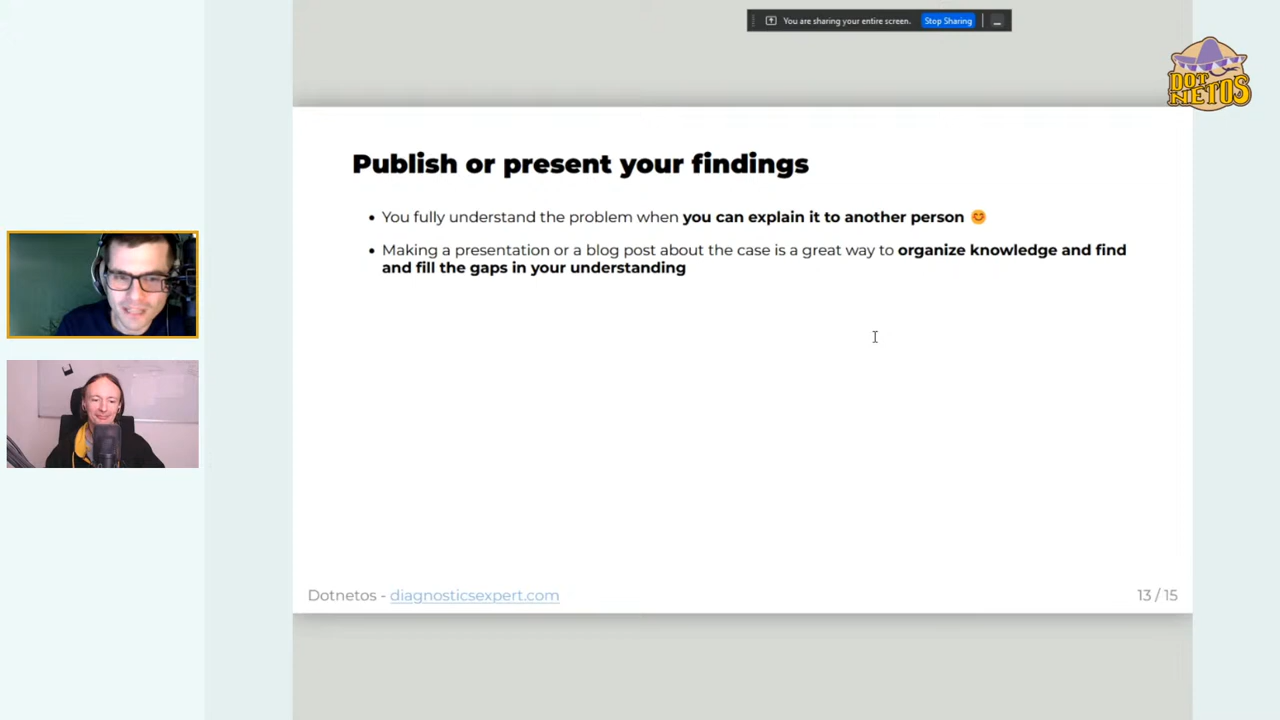 You are sharing your entire screen.
Stop Sharing
DOT
NETOS
Publish or present your findings
• You fully understand the problem when you can explain it to another person 😊
• Making a presentation or a blog post about the case is a great way to organize knowledge and find
and fill the gaps in your understanding
Dotnetos - diagnosticsexpert.com
13 / 15